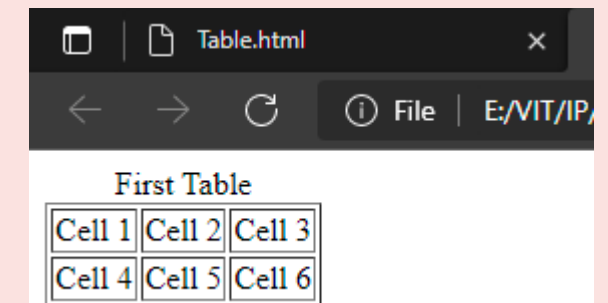 Table.html
File E:/VIT/IP/
First Table
Cell 1 Cell 2 Cell 3
Cell 4 Cell 5 Cell 6